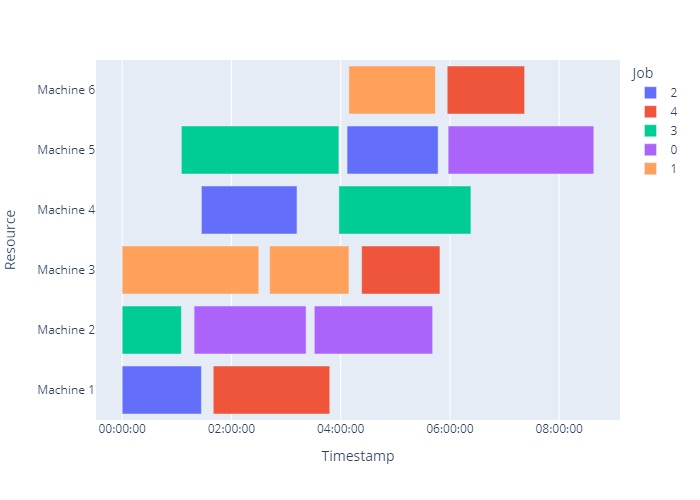 Job
2
4
3
0
1
Machine 6
Machine 5
Machine 4
Machine 3
Machine 2
Machine 1
Resource
00:00:00 02:00:00 04:00:00 06:00:00 08:00:00
Timestamp